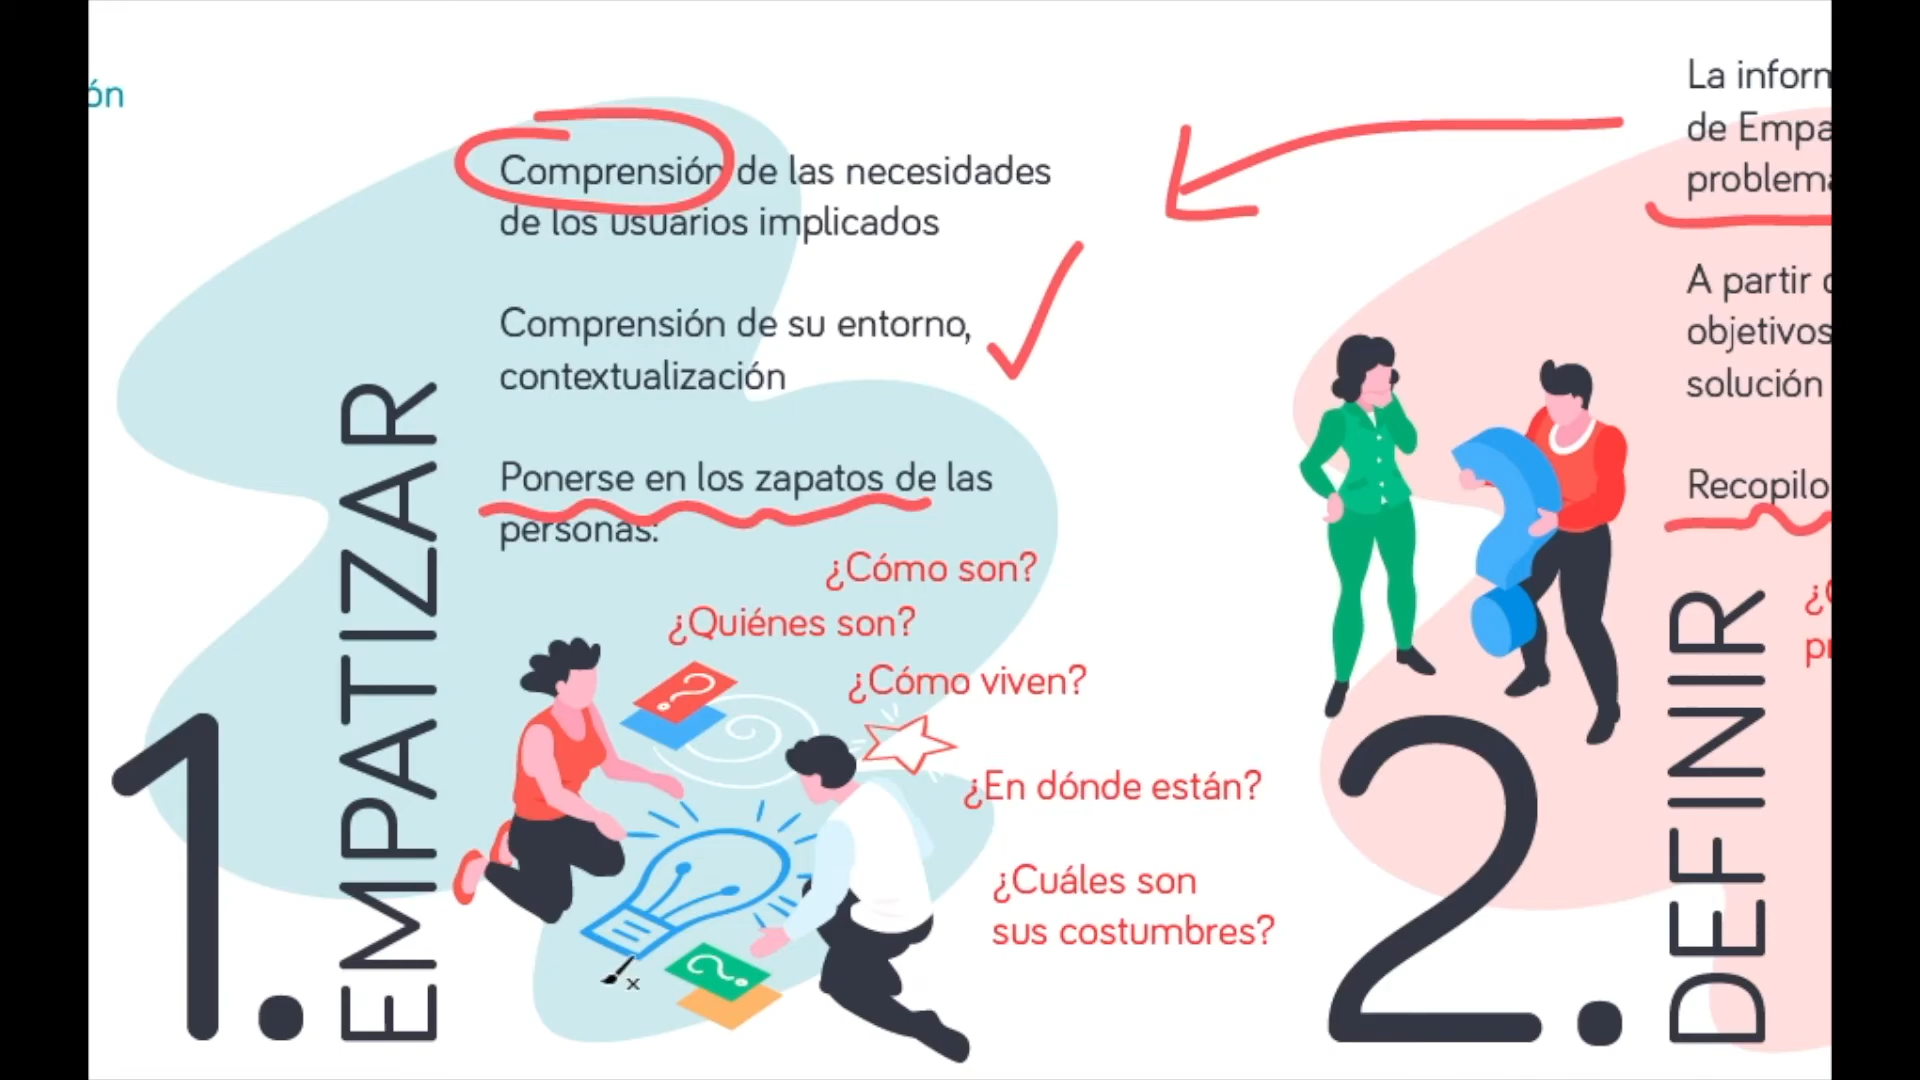 ón
Comprensión de las necesidades
de los usuarios implicados
Comprensión de su entorno,
contextualización
Ponerse en los zapatos de las
personas:
¿Cómo son?
¿Quiénes son?
¿Cómo viven?
¿En dónde están?
¿Cuáles son
sus costumbres?
1.
EMPATIZAR
La inform
de Empa
problema
A partir
objetivos
solución
Recopilo
2.
DEFINIR